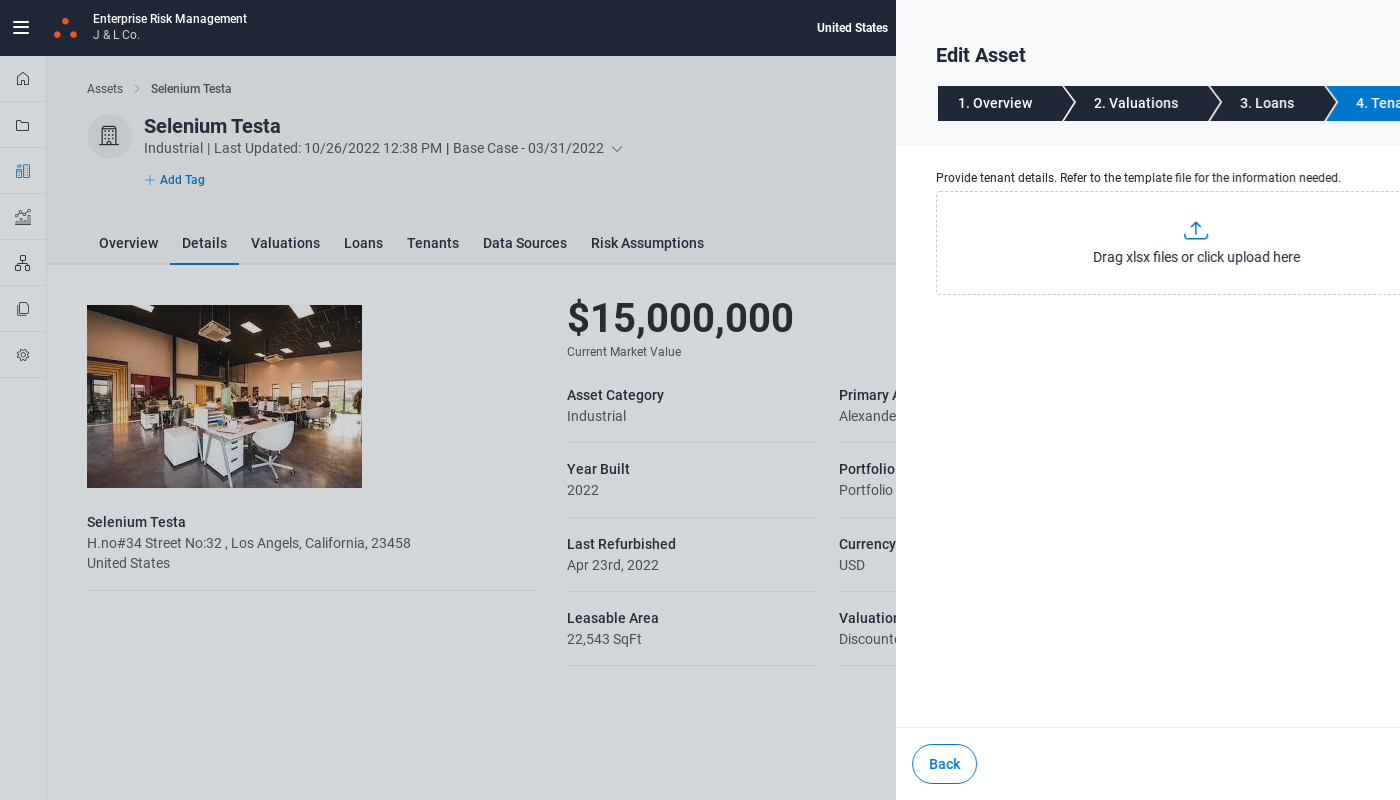 Enterprise Risk Management
J & L Co.
United States
Assets
Selenium Testa
Selenium Testa
Industrial | Last Updated: 10/26/2022 12:38 PM | Base Case - 03/31/2022
Add Tag
Overview Details Valuations Loans Tenants Data Sources Risk Assumptions
$15,000,000
Current Market Value
Asset Category
Industrial
Primary A
Alexande
Year Built
2022
Portfolio
Portfolio
Last Refurbished
Apr 23rd, 2022
Currency
USD
Leasable Area
22,543 SqFt
Valuation
Discounte
Selenium Testa
H.no#34 Street No:32 , Los Angels, California, 23458
United States
Edit Asset
1. Overview 2. Valuations 3. Loans 4. Tena
Provide tenant details. Refer to the template file for the information needed.
Drag xlsx files or click upload here
Back